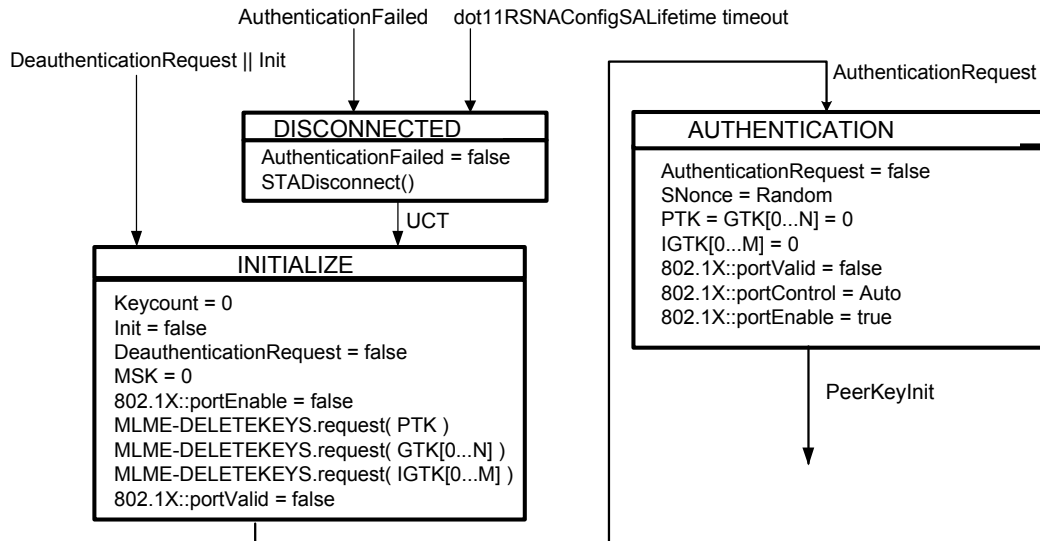 AuthenticationFailed
dot11RSNAConfigSALifetime timeout
DeauthenticationRequest || Init
DISCONNECTED
AuthenticationFailed = false
STADisconnect()
UCT
INITIALIZE
Keycount = 0
Init = false
DeauthenticationRequest = false
MSK = 0
802.1X::portEnable = false
MLME-DELETEKEYS.request( PTK )
MLME-DELETEKEYS.request( GTK[0...N] )
MLME-DELETEKEYS.request( IGTK[0...M] )
802.1X::portValid = false
AuthenticationRequest
AUTHENTICATION
AuthenticationRequest = false
SNonce = Random
PTK = GTK[0...N] = 0
IGTK[0...M] = 0
802.1X::portValid = false
802.1X::portControl = Auto
802.1X::portEnable = true
PeerKeyInit